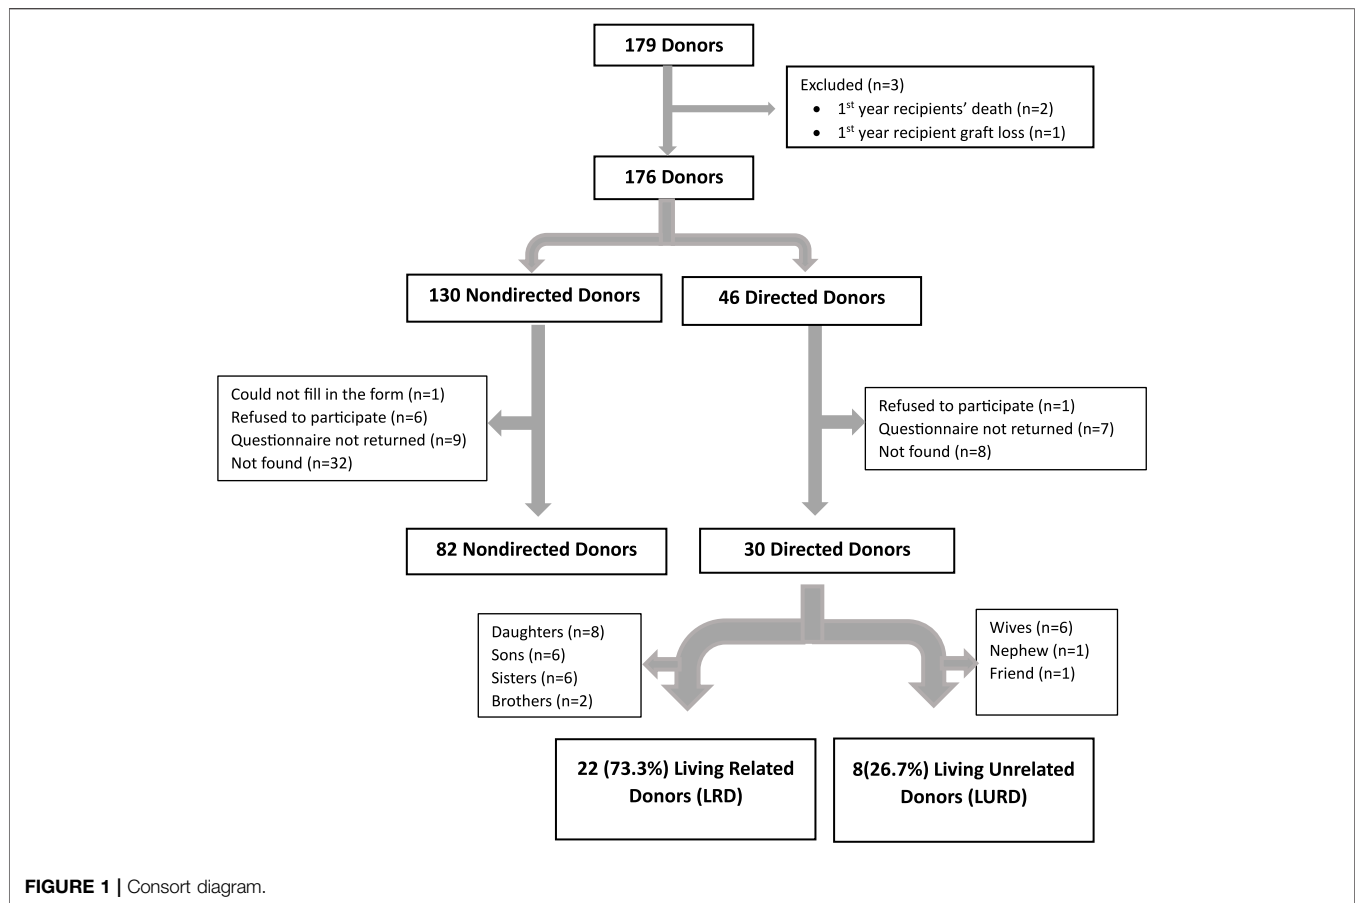 179 Donors
Excluded (n=3)
• 1st year recipients’ death (n=2)
• 1st year recipient graft loss (n=1)
176 Donors
130 Nondirected Donors
46 Directed Donors
Could not fill in the form (n=1)
Refused to participate (n=6)
Questionnaire not returned (n=9)
Not found (n=32)
Refused to participate (n=1)
Questionnaire not returned (n=7)
Not found (n=8)
82 Nondirected Donors
30 Directed Donors
Daughters (n=8)
Sons (n=6)
Sisters (n=6)
Brothers (n=2)
Wives (n=6)
Nephew (n=1)
Friend (n=1)
22 (73.3%) Living Related
Donors (LRD)
8(26.7%) Living Unrelated
Donors (LURD)
FIGURE 1 | Consort diagram.